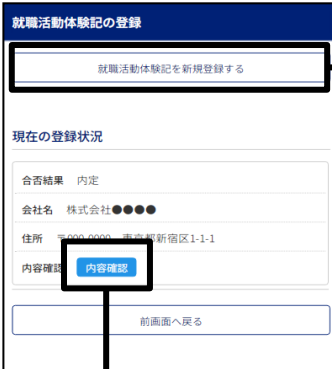 就職活動体験記の登録
就職活動体験記を新規登録する
現在の登録状況
合否結果 内定
会社名 株式会社●●●●
住所 〒000-0000 東京都新宿区1-1-1
内容確認 内容確認
前画面へ戻る